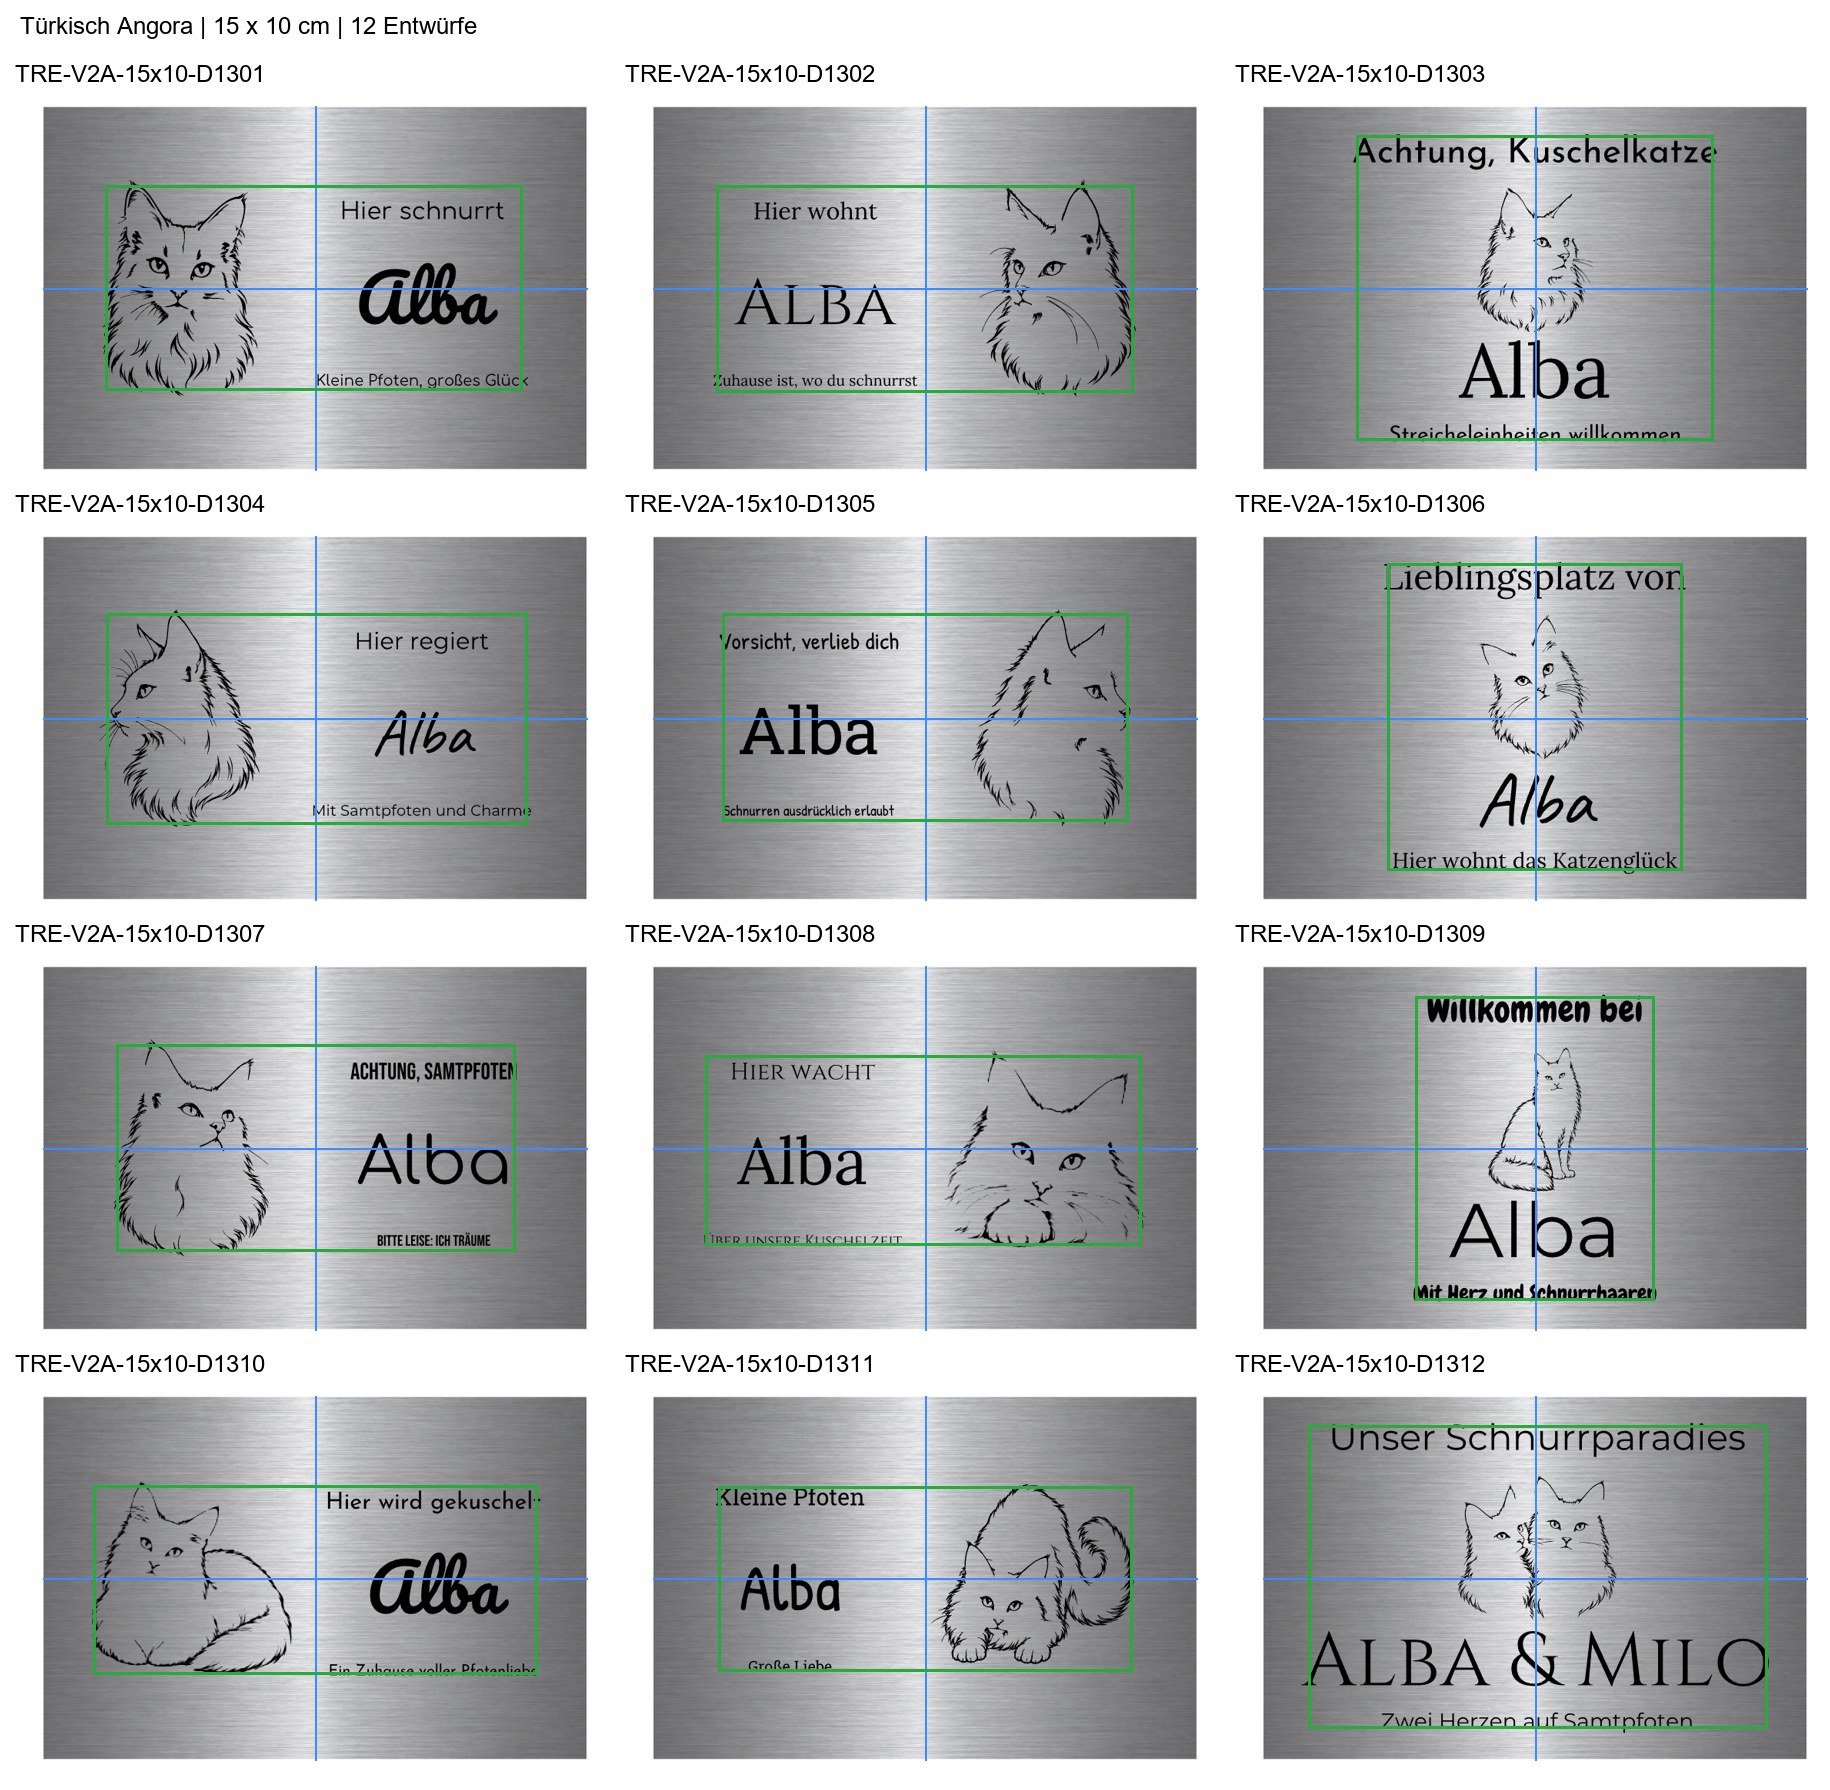 Türkisch Angora | 15 x 10 cm | 12 Entwürfe
TRE-V2A-15x10-D1301
Hier schnurrt
Alba
Kleine Pfoten, großes Glück
TRE-V2A-15x10-D1302
Hier wohnt
ALBA
Zuhause ist, wo du schnurrst
TRE-V2A-15x10-D1303
Achtung, Kuschelkatze
Alba
Streicheleinheiten willkommen
TRE-V2A-15x10-D1304
Hier regiert
Alba
Mit Samtpfoten und Charme
TRE-V2A-15x10-D1305
Vorsicht, verlieb dich
Alba
Schnurren ausdrücklich erlaubt
TRE-V2A-15x10-D1306
Lieblingsplatz von
Alba
Hier wohnt das Katzenglück
TRE-V2A-15x10-D1307
ACHTUNG, SAMTPFOTEN
Alba
BITTE LEISE: ICH TRÄUME
TRE-V2A-15x10-D1308
HIER WACHT
Alba
ÜBER UNSERE KUSCHELZEIT
TRE-V2A-15x10-D1309
Willkommen bei
Alba
Mit Herz und Schnurrhaaren
TRE-V2A-15x10-D1310
Hier wird gekuschelt
Alba
Ein Zuhause voller Pfotenliebe
TRE-V2A-15x10-D1311
Kleine Pfoten
Alba
Große Liebe
TRE-V2A-15x10-D1312
Unser Schnurrparadies
ALBA & MILO
Zwei Herzen auf Samtpfoten